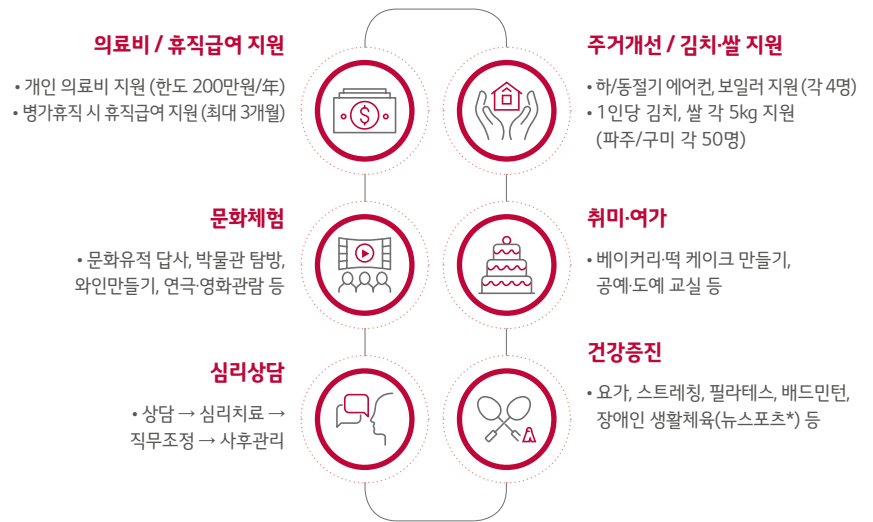 의료비 / 휴직급여 지원
• 개인 의료비 지원 (한도 200만원/年)
• 병가휴직 시 휴직급여 지원 (최대 3개월)
주거개선 / 김치·쌀 지원
• 하/동절기 에어컨, 보일러 지원 (각 4명)
• 1인당 김치, 쌀 각 5kg 지원
(파주/구미 각 50명)
문화체험
• 문화유적 답사, 박물관 탐방,
와인만들기, 연극·영화관람 등
취미·여가
• 베이커리·떡 케이크 만들기,
공예·도예 교실 등
심리상담
• 상담 → 심리치료 →
직무조정 → 사후관리
건강증진
• 요가, 스트레칭, 필라테스, 배드민턴,
장애인 생활체육(뉴스포츠*) 등